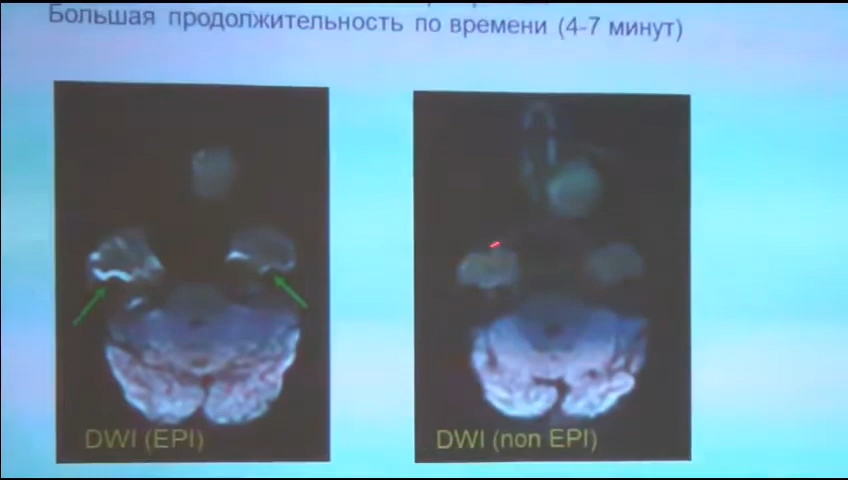 Большая продолжительность по времени (4-7 минут)
DWI (EPI)
DWI (non EPI)